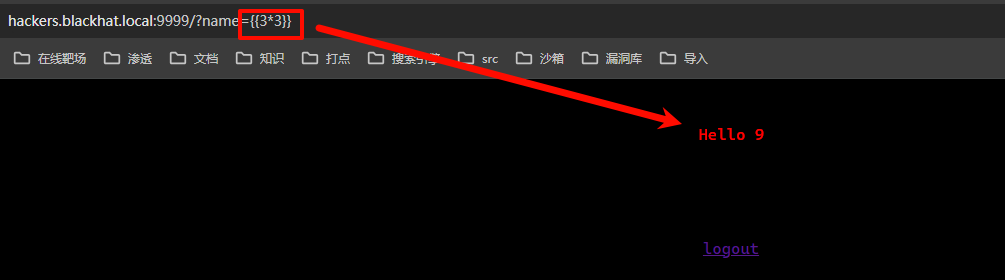 hackers.blackhat.local:9999/?name={{3*3}}
在线靶场 渗透 文档 知识 打点 搜索引擎 src 沙箱 漏洞库 导入
Hello 9
logout